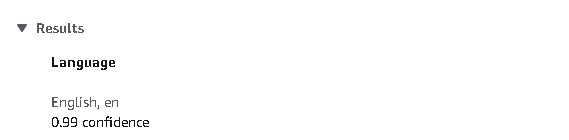 Results
Language
English, en
0.99 confidence